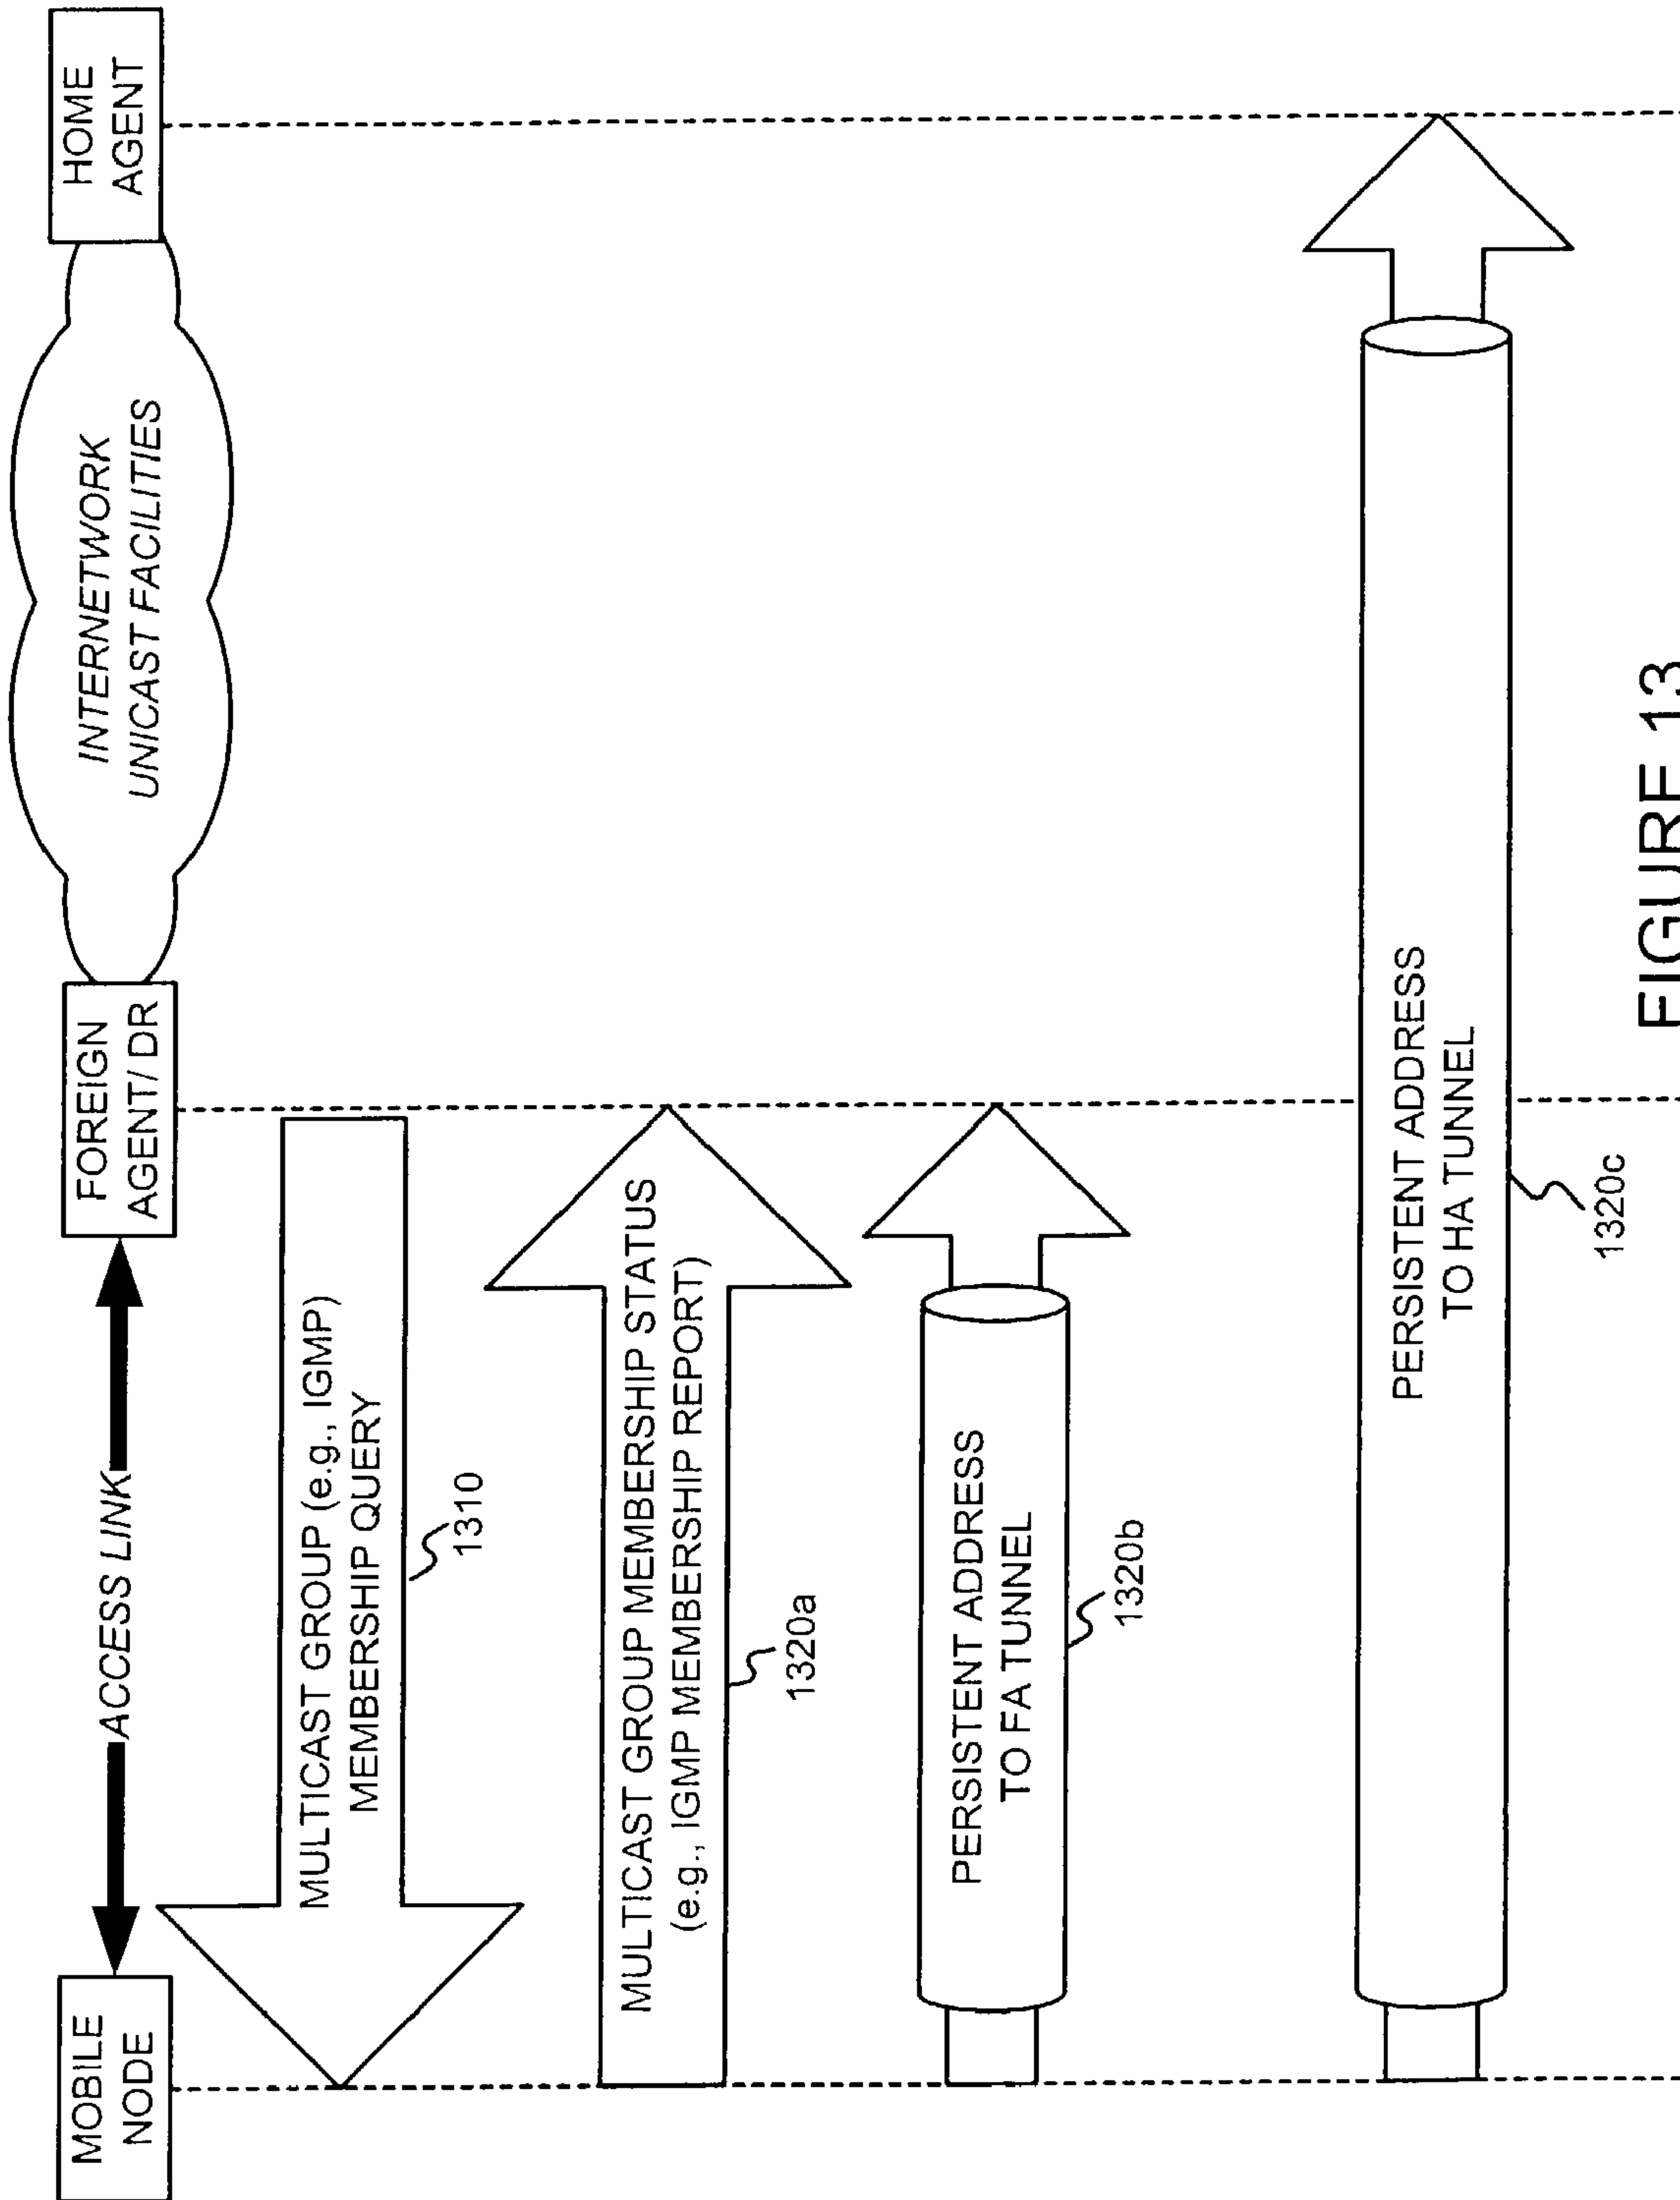 MOBILE
NODE
ACCESS LINK
FOREIGN
AGENT/ DR
INTERNETWORK
UNICAST FACILITIES
HOME
AGENT
MULTICAST GROUP (e.g., IGMP)
MEMBERSHIP QUERY
1310
MULTICAST GROUP MEMBERSHIP STATUS
(e.g., IGMP MEMBERSHIP REPORT)
1320a
PERSISTENT ADDRESS
TO FA TUNNEL
1320b
PERSISTENT ADDRESS
TO HA TUNNEL
1320c
FIGURE 13